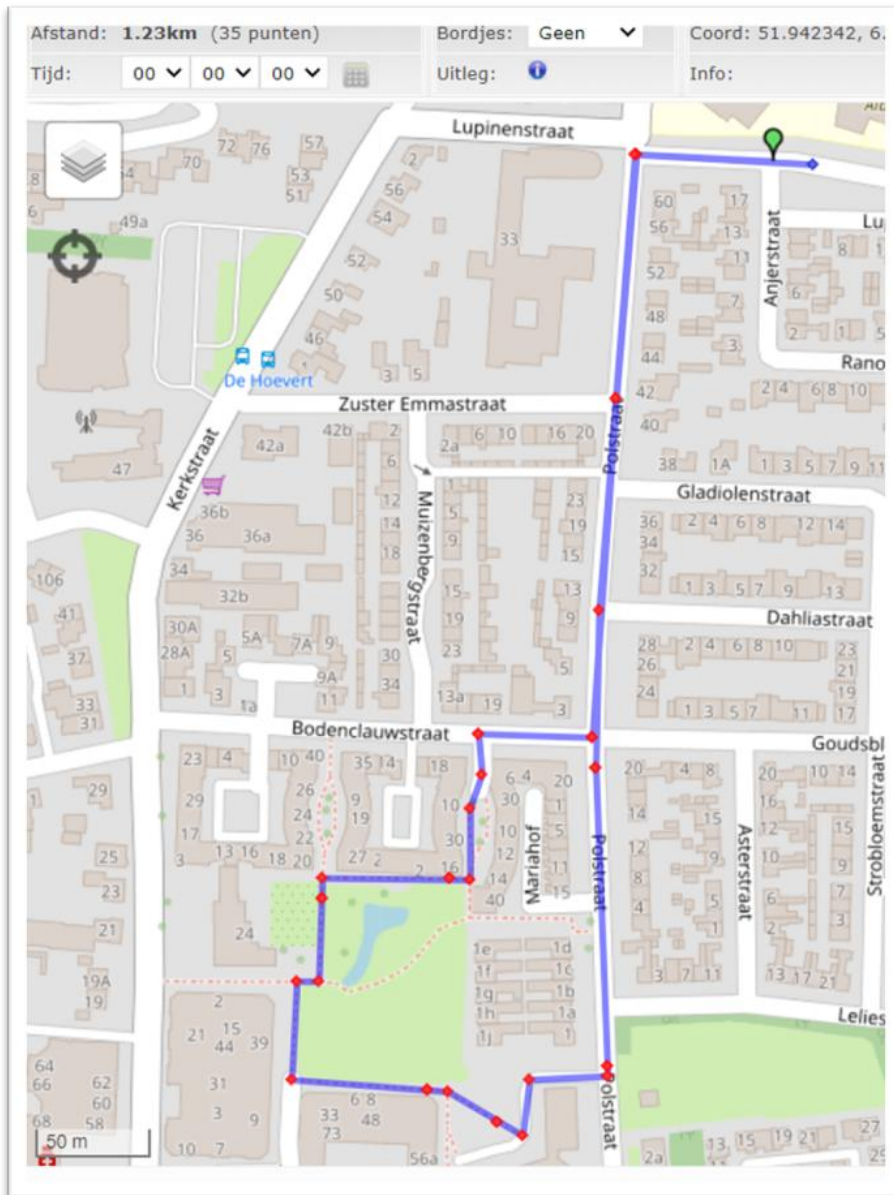 Afstand: 1.23km (35 punten)
Bordjes: Geen
Coord: 51.942342, 6.
Tijd: 00 00 00
Uitleg:
Info:
Lupinenstraat
72 76 57
70
53
51
2
56
54
49a
33
60 17
56 13
11
Anjerstraat
Lu
8
52
6
52
50
48
7
46
2 1 5
44
3
De Hoevert
1
3 5
Rano
42
2 4 6 8 10
Zuster Emmastraat
40
Polstraat
42b 2
42a
2a 6 10 16 20
47
6
38 1A 1 3 5 7 9 11
Kerkstraat
Gladiolenstraat
36b
12
1
23
36 36a
14
5
19
36 2 4 6 8 12 14
34
Muizenbergstraat
18
9
15
32
34
106
32b
15
13
1 3 5 7 9 13
41
19
9
Dahliastraat
30A 5A 7A 9
23
28 2 4 6 8 10 23
28A 5
30
5
26
21
37
9A
24
19
1 3
11
34
13a 19 3
1 3 5 7 11 17
33
31
1a
Bodenclauwstraat
Goudsbl
23 4 10 40 35 14 18
6 4 20
20 4 8
20 10 14
29
29
26
9
10
30
1
14
16
24
19
10
5
15
12
15
17
22
30
12
Mariahof
Polstraat
12
Asterstraat
10
Strobloemstraat
25
3 13 16 18 20
27 2 2 16
14
11
8
9
9
23
40
15
4
5
7
6
21
24
1
2
3
1e 1d
1f 1c
3 7 11
13 17 21
19A
1g 1b
19
2
1h 1a
Lelies
21 15 39
1j 1
44
64
66 62
31
6 8
60
3 9
33 48
68 58
73
Polstraat
50 m
10 7
56a
2a
13 15 19 21 27